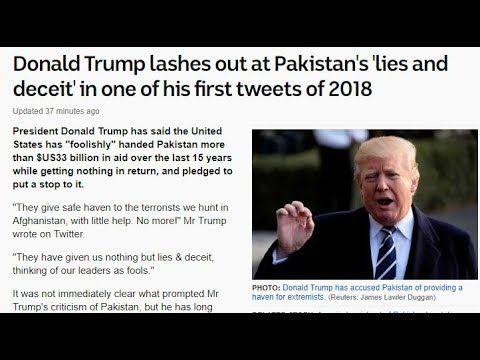 Donald Trump lashes out at Pakistan's 'lies and
deceit' in one of his first tweets of 2018
Updated 37 minutes ago
President Donald Trump has said the United
States has "foolishly" handed Pakistan more
than $US33 billion in aid over the last 15 years
while getting nothing in return, and pledged to
put a stop to it.
"They give safe haven to the terrorists we hunt in
Afghanistan, with little help. No more!" Mr Trump
wrote on Twitter.
"They have given us nothing but lies & deceit,
thinking of our leaders as fools."
It was not immediately clear what prompted Mr
Trump's criticism of Pakistan, but he has long
PHOTO: Donald Trump has accused Pakistan of providing a
haven for extremists. (Reuters: James Lawler Duggan)